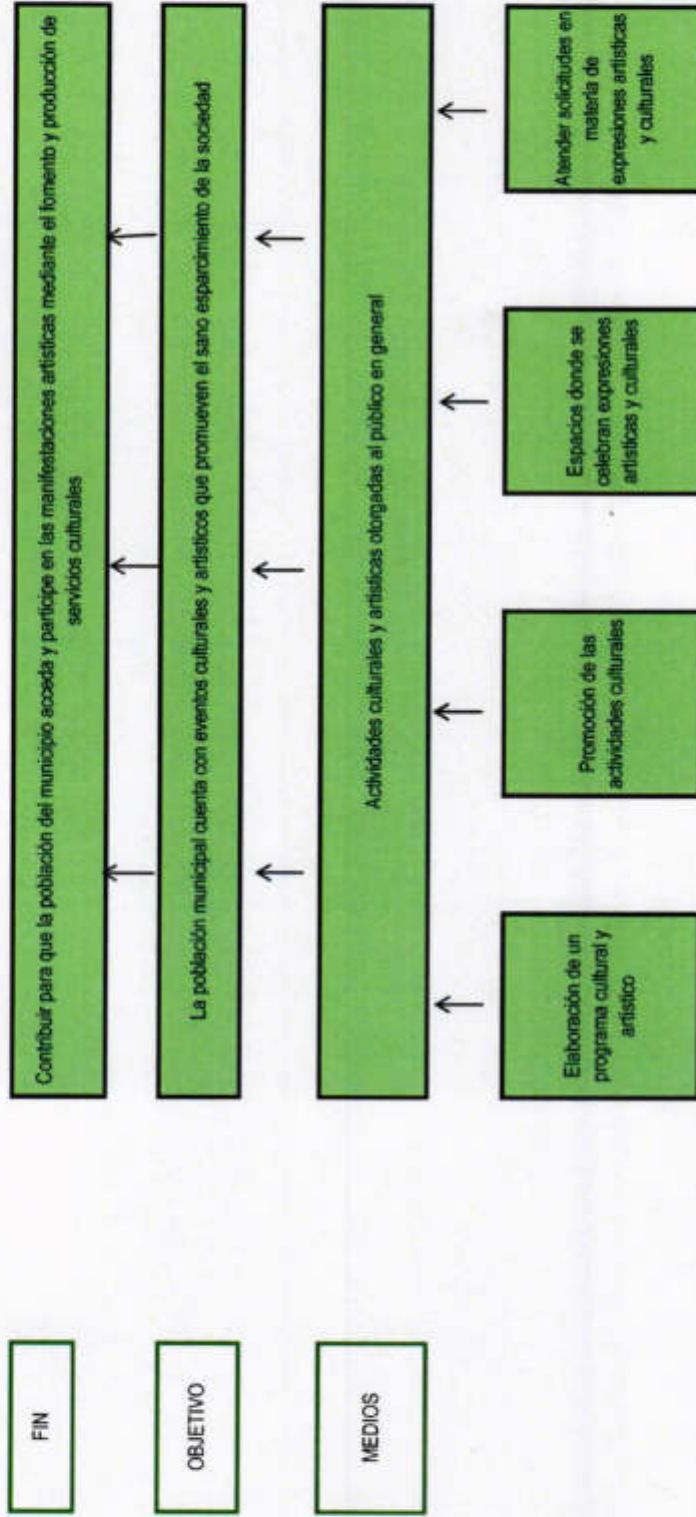 FIN
Contribuir para que la población del municipio acceda y participe en las manifestaciones artísticas mediante el fomento y producción de
servicios culturales
OBJETIVO
La población municipal cuenta con eventos culturales y artísticos que promueven el sano esparcimiento de la sociedad
MEDIOS
Actividades culturales y artísticas otorgadas al público en general
Elaboración de un
programa cultural y
artístico
Promoción de las
actividades culturales
Espacios donde se
celebran expresiones
artísticas y culturales
Atender solicitudes en
materia de
expresiones artísticas
y culturales